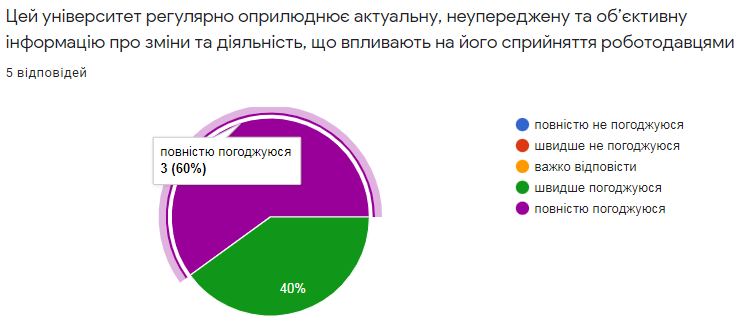 Цей університет регулярно оприлюднює актуальну, неупереджену та об’єктивну
інформацію про зміни та діяльність, що впливають на його сприйняття роботодавцями
5 відповідей
повністю погоджуюся
3 (60%)
40%
повністю не погоджуюся
швидше не погоджуюся
важко відповісти
швидше погоджуюся
повністю погоджуюся